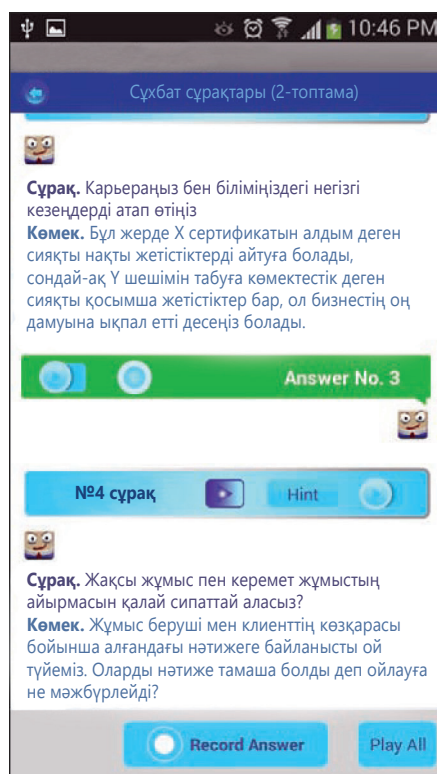 10:46 PM
Сұхбат сұрақтары (2-топтама)
Сұрақ. Карьераңыз бен біліміңіздегі негізгі
кезеңдерді атап өтіңіз
Көмек. Бұл жерде X сертификатын алдым деген
сияқты нақты жетістіктерді айтуға болады,
сондай-ақ Y шешімін табуға көмектестік деген
сияқты қосымша жетістіктер бар, ол бизнестің оң
дамуына ықпал етті десеңіз болады.
Answer No. 3
№4 сұрақ Hint
Сұрақ. Жақсы жұмыс пен керемет жұмыстың
айырмасын қалай сипаттай аласыз?
Көмек. Жұмыс беруші мен клиенттің көзқарасы
бойынша алғандағы нәтижеге байланысты ой
түйеміз. Оларды нәтиже тамаша болды деп ойлауға
не мәжбүрлейді?
Record Answer Play All